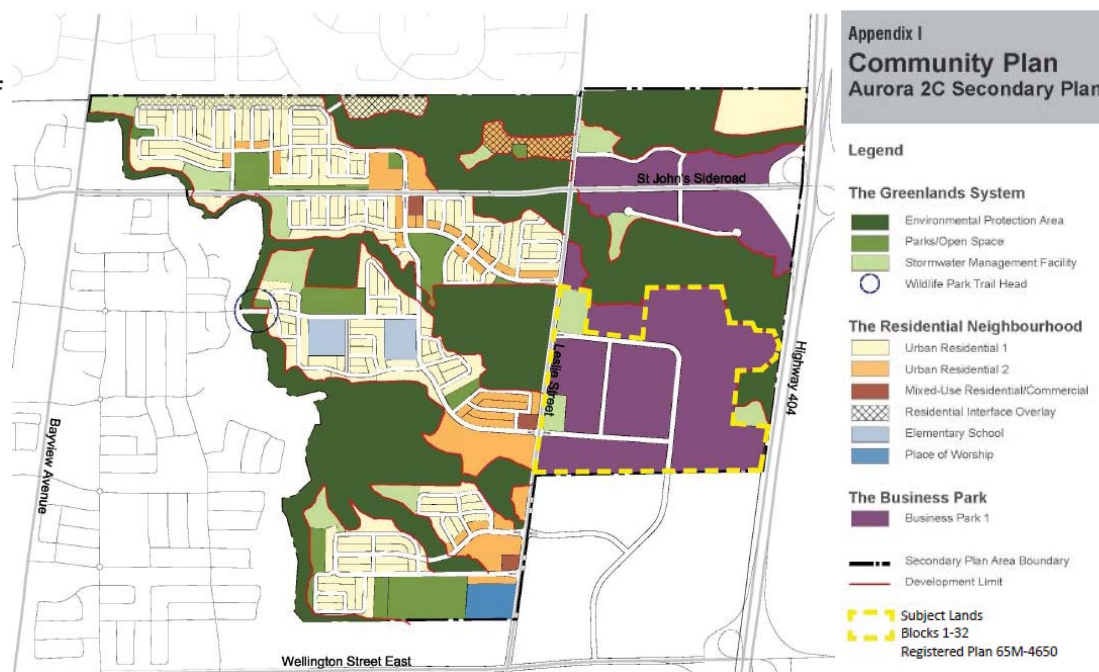 Appendix I
Community Plan
Aurora 2C Secondary Plan
Legend
The Greenlands System
Environmental Protection Area
Parks/Open Space
Stormwater Management Facility
Wildlife Park Trail Head
The Residential Neighbourhood
Urban Residential 1
Urban Residential 2
Mixed-Use Residential/Commercial
Residential Interface Overlay
Elementary School
Place of Worship
The Business Park
Business Park 1
Secondary Plan Area Boundary
Development Limit
Subject Lands
Blocks 1-32
Registered Plan 65M-4650
St John's Sideroad
Leslie Street
Highway 404
Bayview Avenue
Wellington Street East